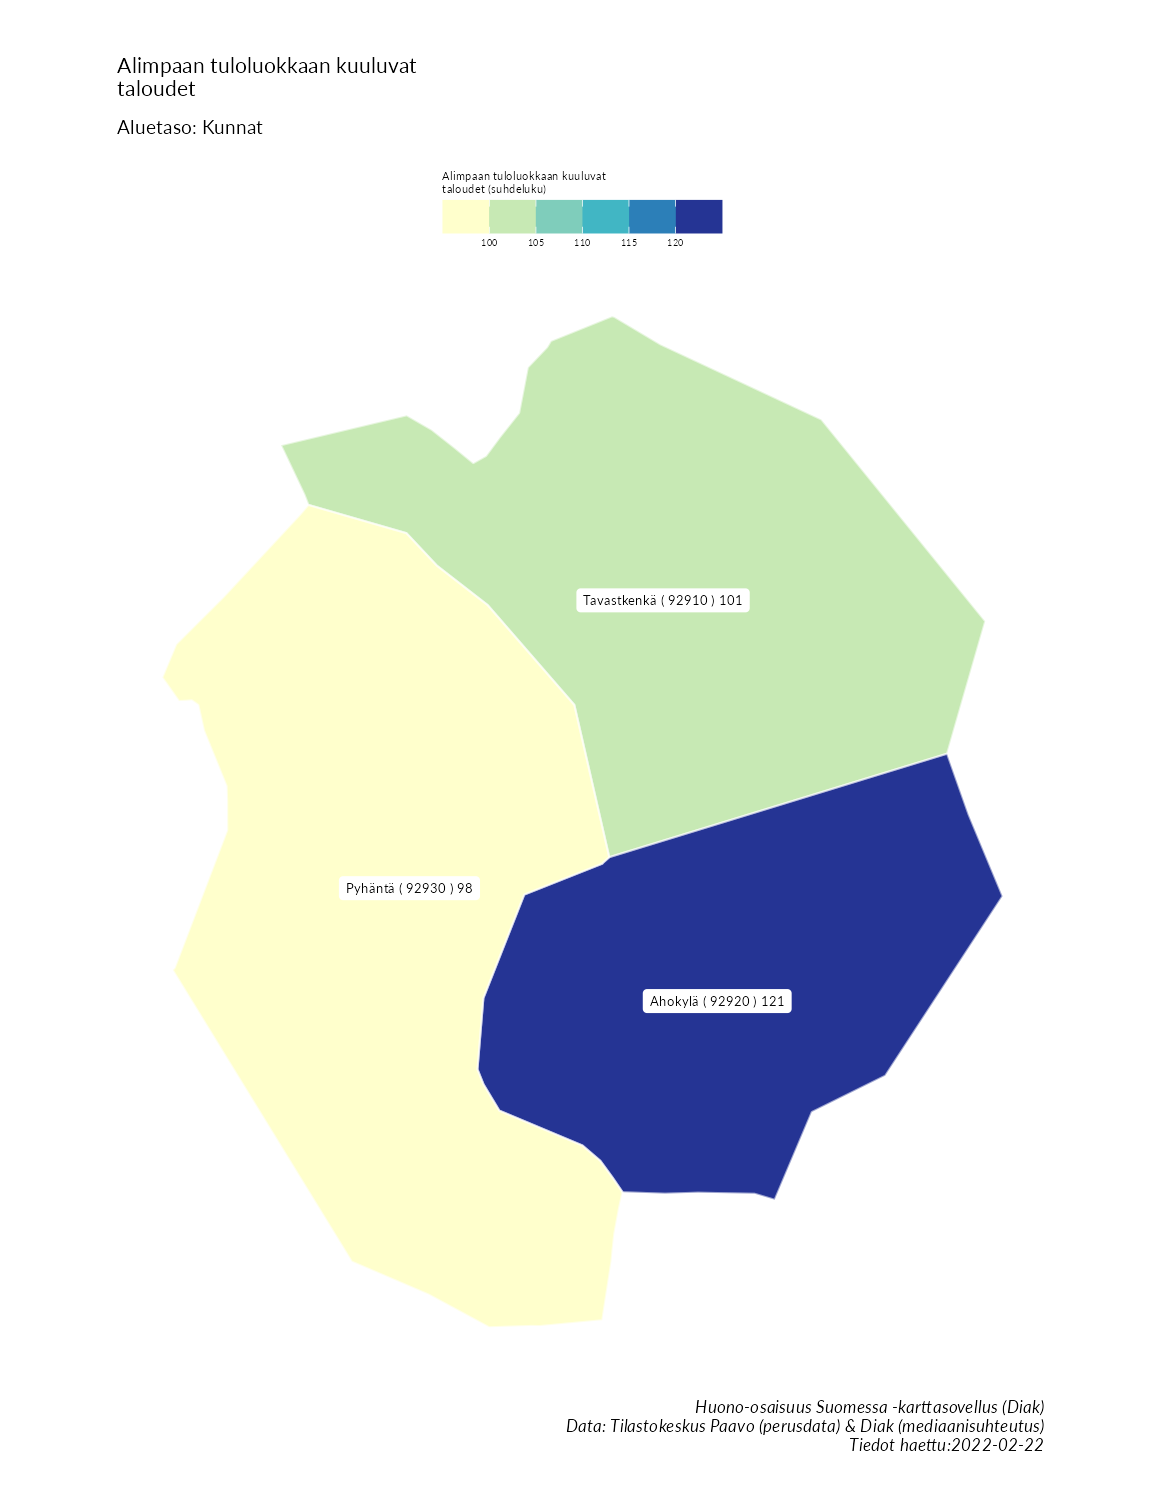 Alimpaan tuloluokkaan kuuluvat
taloudet
Aluetaso: Kunnat
Alimpaan tuloluokkaan kuuluvat
taloudet (suhdeluku)
100 105 110 115 120
Tavastkenkä ( 92910 ) 101
Pyhäntä ( 92930 ) 98
Ahokylä ( 92920 ) 121
Huono-osaisuus Suomessa -karttasovellus (Diak)
Data: Tilastokeskus Paavo (perusdata) & Diak (mediaanisuhteutus)
Tiedot haettu:2022-02-22